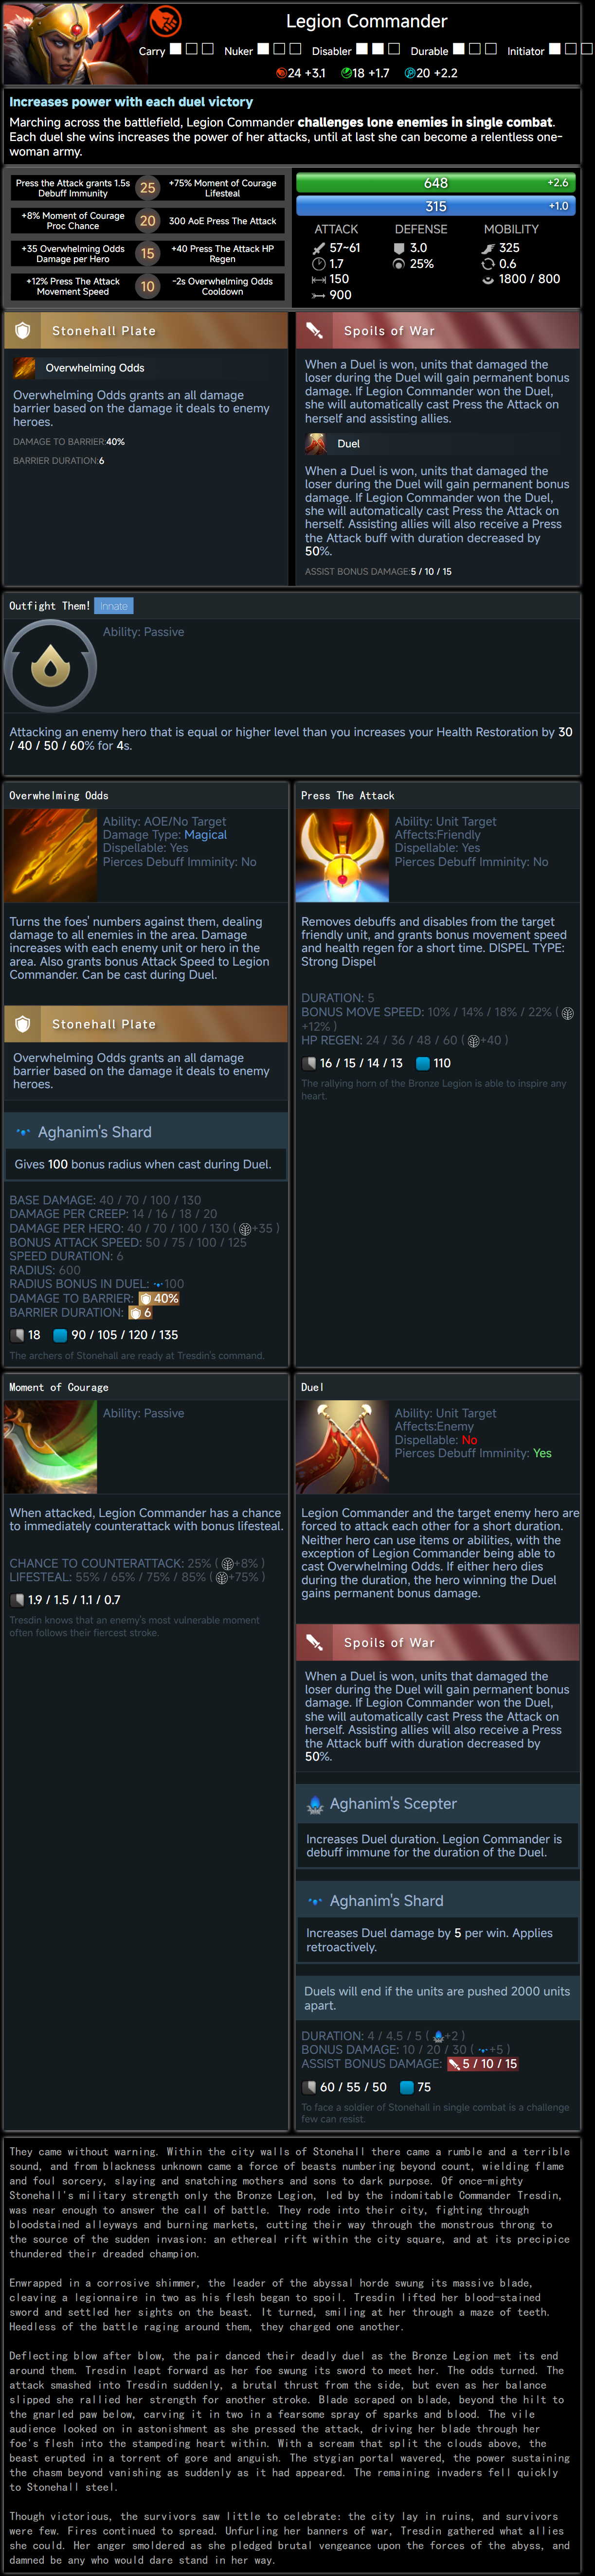 Legion Commander
Carry Nuker Disabler Durable Initiator
24 +3.1 18 +1.7 20 +2.2
Increases power with each duel victory
Marching across the battlefield, Legion Commander challenges lone enemies in single combat.
Each duel she wins increases the power of her attacks, until at last she can become a relentless one-
woman army.
Press the Attack grants 1.5s
Debuff Immunity
25
+75% Moment of Courage
Lifesteal
+8% Moment of Courage
Proc Chance
20
300 AoE Press The Attack
+35 Overwhelming Odds
Damage per Hero
15
+40 Press The Attack HP
Regen
+12% Press The Attack
Movement Speed
10
-2s Overwhelming Odds
Cooldown
648 +2.6
315 +1.0
ATTACK DEFENSE MOBILITY
57~61 3.0 325
1.7 25% 0.6
150 1800 / 800
900
Stonehall Plate
Overwhelming Odds
Overwhelming Odds grants an all damage
barrier based on the damage it deals to enemy
heroes.
DAMAGE TO BARRIER:40%
BARRIER DURATION:6
Spoils of War
When a Duel is won, units that damaged the
loser during the Duel will gain permanent bonus
damage. If Legion Commander won the Duel,
she will automatically cast Press the Attack on
herself and assisting allies.
Duel
When a Duel is won, units that damaged the
loser during the Duel will gain permanent bonus
damage. If Legion Commander won the Duel,
she will automatically cast Press the Attack on
herself. Assisting allies will also receive a Press
the Attack buff with duration decreased by
50%.
ASSIST BONUS DAMAGE:5 / 10 / 15
Outfight Them! Innate
Ability: Passive
Attacking an enemy hero that is equal or higher level than you increases your Health Restoration by 30
/ 40 / 50 / 60% for 4s.
Overwhelming Odds
Ability: AOE/No Target
Damage Type: Magical
Dispellable: Yes
Pierces Debuff Imminity: No
Turns the foes' numbers against them, dealing
damage to all enemies in the area. Damage
increases with each enemy unit or hero in the
area. Also grants bonus Attack Speed to Legion
Commander. Can be cast during Duel.
Stonehall Plate
Overwhelming Odds grants an all damage
barrier based on the damage it deals to enemy
heroes.
Aghanim's Shard
Gives 100 bonus radius when cast during Duel.
BASE DAMAGE: 40 / 70 / 100 / 130
DAMAGE PER CREEP: 14 / 16 / 18 / 20
DAMAGE PER HERO: 40 / 70 / 100 / 130 ( +35 )
BONUS ATTACK SPEED: 50 / 75 / 100 / 125
SPEED DURATION: 6
RADIUS: 600
RADIUS BONUS IN DUEL: +100
DAMAGE TO BARRIER: 40%
BARRIER DURATION: 6
18 90 / 105 / 120 / 135
The archers of Stonehall are ready at Tresdin's command.
Press The Attack
Ability: Unit Target
Affects:Friendly
Dispellable: Yes
Pierces Debuff Imminity: No
Removes debuffs and disables from the target
friendly unit, and grants bonus movement speed
and health regen for a short time. DISPEL TYPE:
Strong Dispel
DURATION: 5
BONUS MOVE SPEED: 10% / 14% / 18% / 22% (
+12% )
HP REGEN: 24 / 36 / 48 / 60 ( +40 )
16 / 15 / 14 / 13 110
The rallying horn of the Bronze Legion is able to inspire any
heart.
Moment of Courage
Ability: Passive
When attacked, Legion Commander has a chance
to immediately counterattack with bonus lifesteal.
CHANCE TO COUNTERATTACK: 25% ( +8% )
LIFESTEAL: 55% / 65% / 75% / 85% ( +75% )
1.9 / 1.5 / 1.1 / 0.7
Tresdin knows that an enemy's most vulnerable moment
often follows their fiercest stroke.
Duel
Ability: Unit Target
Affects:Enemy
Dispellable: No
Pierces Debuff Imminity: Yes
Legion Commander and the target enemy hero are
forced to attack each other for a short duration.
Neither hero can use items or abilities, with the
exception of Legion Commander being able to
cast Overwhelming Odds. If either hero dies
during the duration, the hero winning the Duel
gains permanent bonus damage.
Spoils of War
When a Duel is won, units that damaged the
loser during the Duel will gain permanent bonus
damage. If Legion Commander won the Duel,
she will automatically cast Press the Attack on
herself. Assisting allies will also receive a Press
the Attack buff with duration decreased by
50%.
Aghanim's Scepter
Increases Duel duration. Legion Commander is
debuff immune for the duration of the Duel.
Aghanim's Shard
Increases Duel damage by 5 per win. Applies
retroactively.
Duels will end if the units are pushed 2000 units
apart.
DURATION: 4 / 4.5 / 5 ( +2 )
BONUS DAMAGE: 10 / 20 / 30 ( +5 )
ASSIST BONUS DAMAGE: 5 / 10 / 15
60 / 55 / 50 75
To face a soldier of Stonehall in single combat is a challenge
few can resist.
They came without warning. Within the city walls of Stonehall there came a rumble and a terrible
sound, and from blackness unknown came a force of beasts numbering beyond count, wielding flame
and foul sorcery, slaying and snatching mothers and sons to dark purpose. Of once-mighty
Stonehall's military strength only the Bronze Legion, led by the indomitable Commander Tresdin,
was near enough to answer the call of battle. They rode into their city, fighting through
bloodstained alleyways and burning markets, cutting their way through the monstrous throng to
the source of the sudden invasion: an ethereal rift within the city square, and at its precipice
thundered their dreaded champion.
Enwrapped in a corrosive shimmer, the leader of the abyssal horde swung its massive blade,
cleaving a legionnaire in two as his flesh began to spoil. Tresdin lifted her blood-stained
sword and settled her sights on the beast. It turned, smiling at her through a maze of teeth.
Heedless of the battle raging around them, they charged one another.
Deflecting blow after blow, the pair danced their deadly duel as the Bronze Legion met its end
around them. Tresdin leapt forward as her foe swung its sword to meet her. The odds turned. The
attack smashed into Tresdin suddenly, a brutal thrust from the side, but even as her balance
slipped she rallied her strength for another stroke. Blade scraped on blade, beyond the hilt to
the gnarled paw below, carving it in two in a fearsome spray of sparks and blood. The vile
audience looked on in astonishment as she pressed the attack, driving her blade through her
foe's flesh into the stampeding heart within. With a scream that split the clouds above, the
beast erupted in a torrent of gore and anguish. The stygian portal wavered, the power sustaining
the chasm beyond vanishing as suddenly as it had appeared. The remaining invaders fell quickly
to Stonehall steel.
Though victorious, the survivors saw little to celebrate: the city lay in ruins, and survivors
were few. Fires continued to spread. Unfurling her banners of war, Tresdin gathered what allies
she could. Her anger smoldered as she pledged brutal vengeance upon the forces of the abyss, and
damned be any who would dare stand in her way.